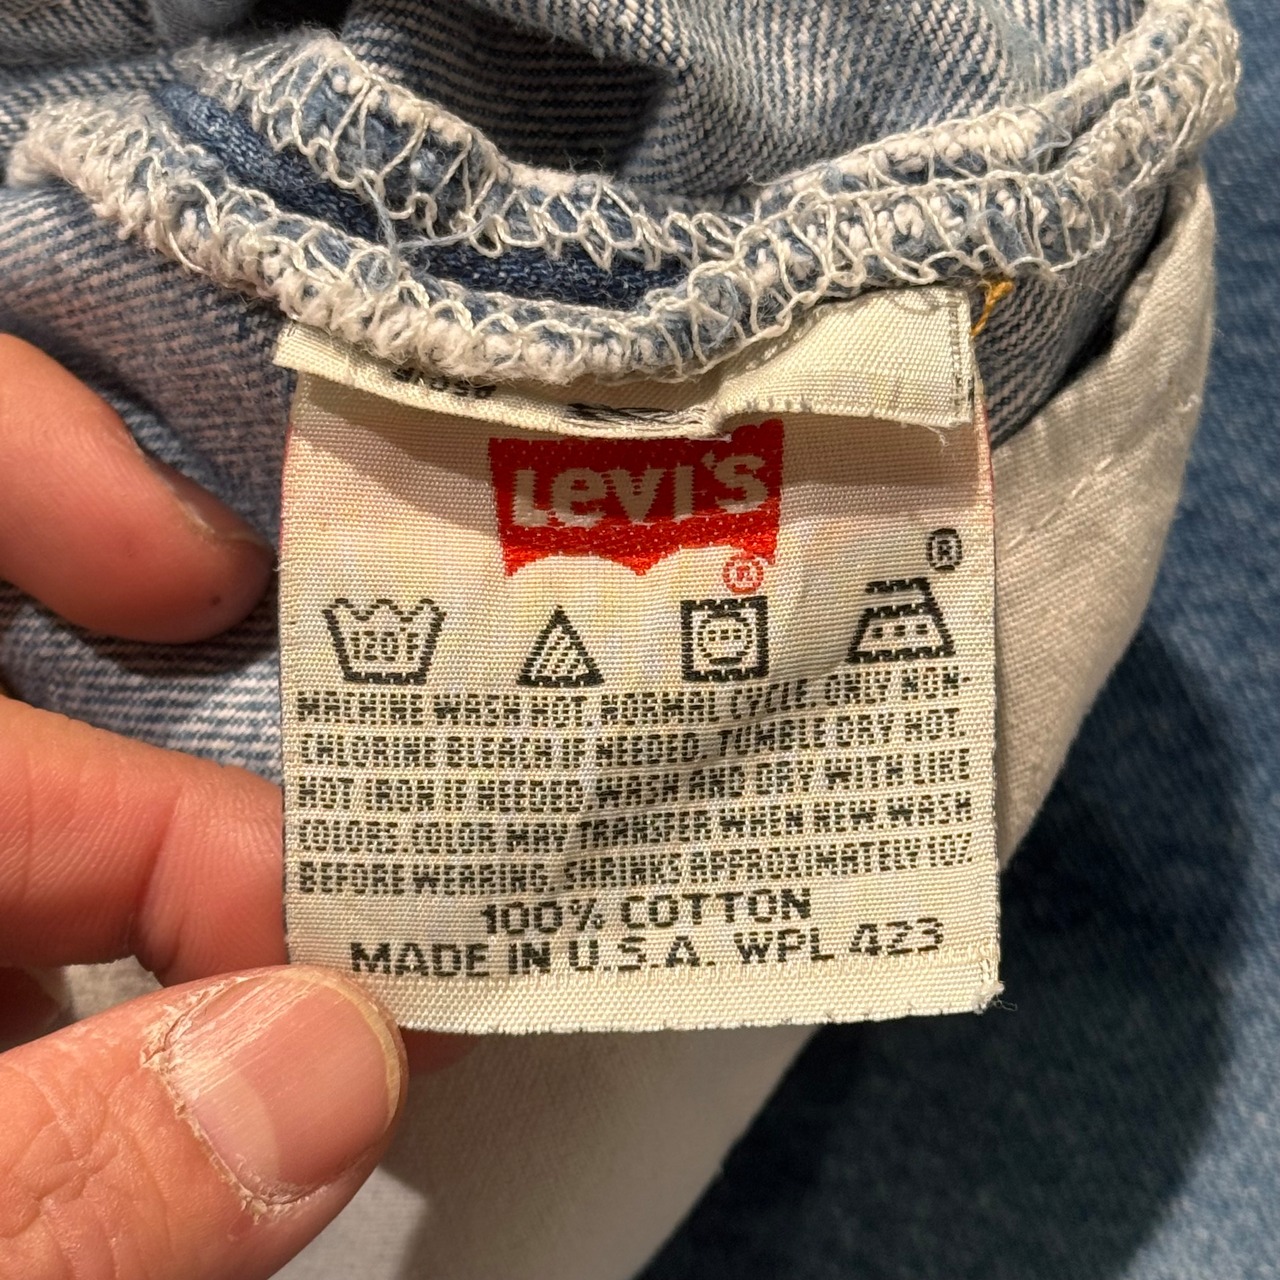 LEVI'S
®
®
120 F
MACHINE WASH HOT, NORMAL CYCLE. ONLY NON-
CHLORINE BLEACH IF NEEDED. TUMBLE DRY HOT.
HOT IRON IF NEEDED. WASH AND DRY WITH LIKE
COLORS. COLOR MAY TRANSFER WHEN NEW. WASH
BEFORE WEARING. SHRINKS APPROXIMATELY 10%
100% COTTON
MADE IN U.S.A. WPL 423